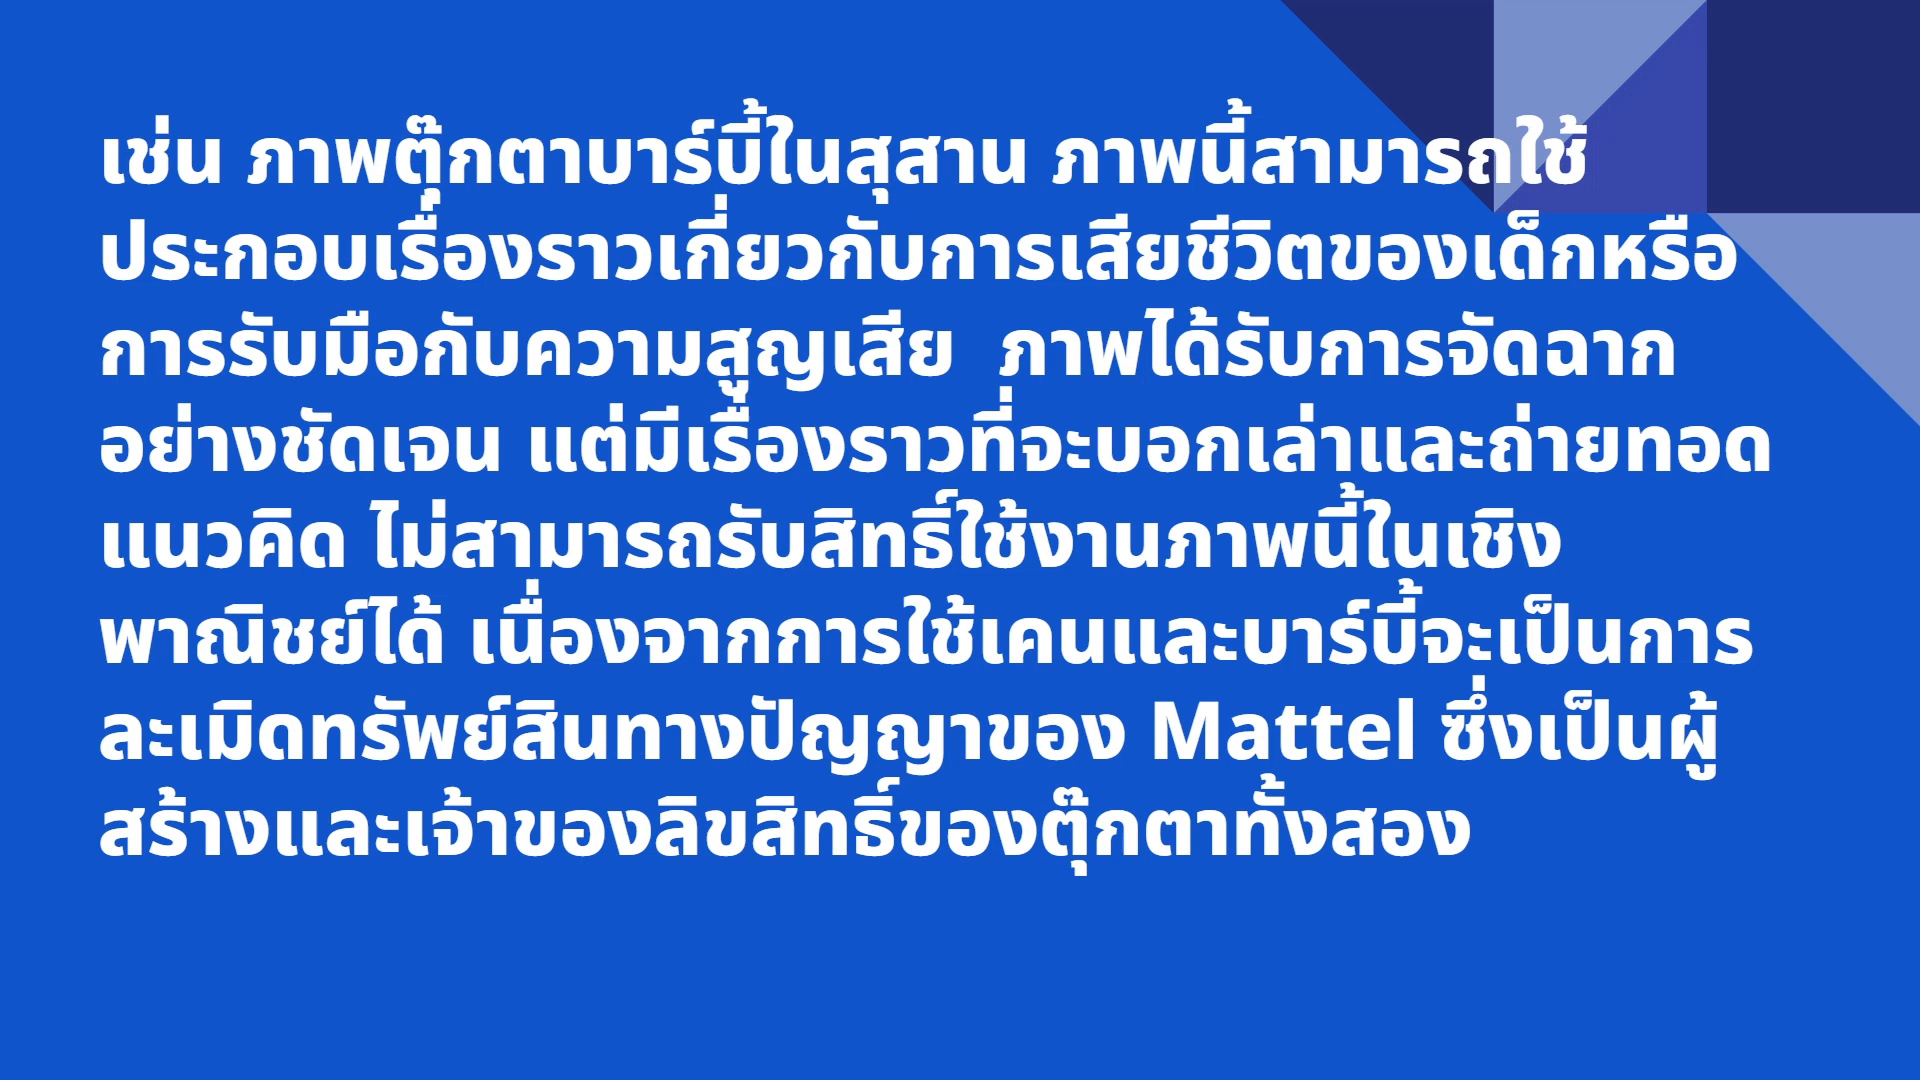 เช่น ภาพตุ๊กตาบาร์บี้ในสุสาน ภาพนี้สามารถใช้
ประกอบเรื่องราวเกี่ยวกับการเสียชีวิตของเด็กหรือ
การรับมือกับความสูญเสีย  ภาพได้รับการจัดฉาก
อย่างชัดเจน แต่มีเรื่องราวที่จะบอกเล่าและถ่ายทอด
แนวคิด ไม่สามารถรับสิทธิ์ใช้งานภาพนี้ในเชิง
พาณิชย์ได้ เนื่องจากการใช้เคนและบาร์บี้จะเป็นการ
ละเมิดทรัพย์สินทางปัญญาของ Mattel ซึ่งเป็นผู้
สร้างและเจ้าของลิขสิทธิ์ของตุ๊กตาทั้งสอง